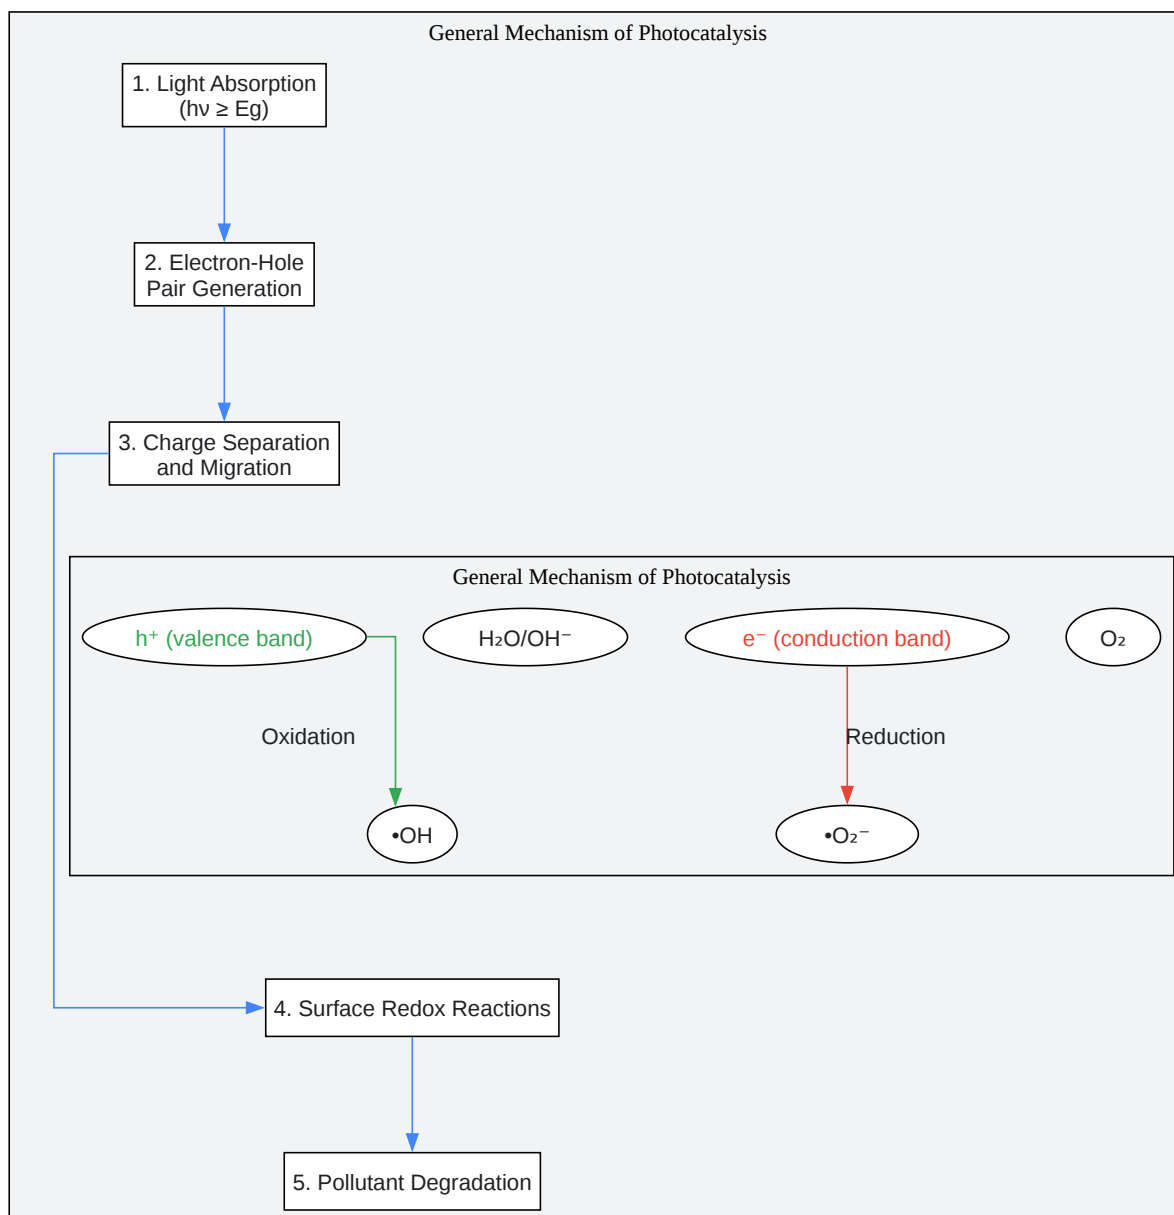 General Mechanism of Photocatalysis
1. Light Absorption
(hν ≥ Eg)
2. Electron-Hole
Pair Generation
3. Charge Separation
and Migration
General Mechanism of Photocatalysis
h⁺ (valence band)
H₂O/OH⁻
e⁻ (conduction band)
O₂
Oxidation
Reduction
•OH
•O₂⁻
4. Surface Redox Reactions
5. Pollutant Degradation